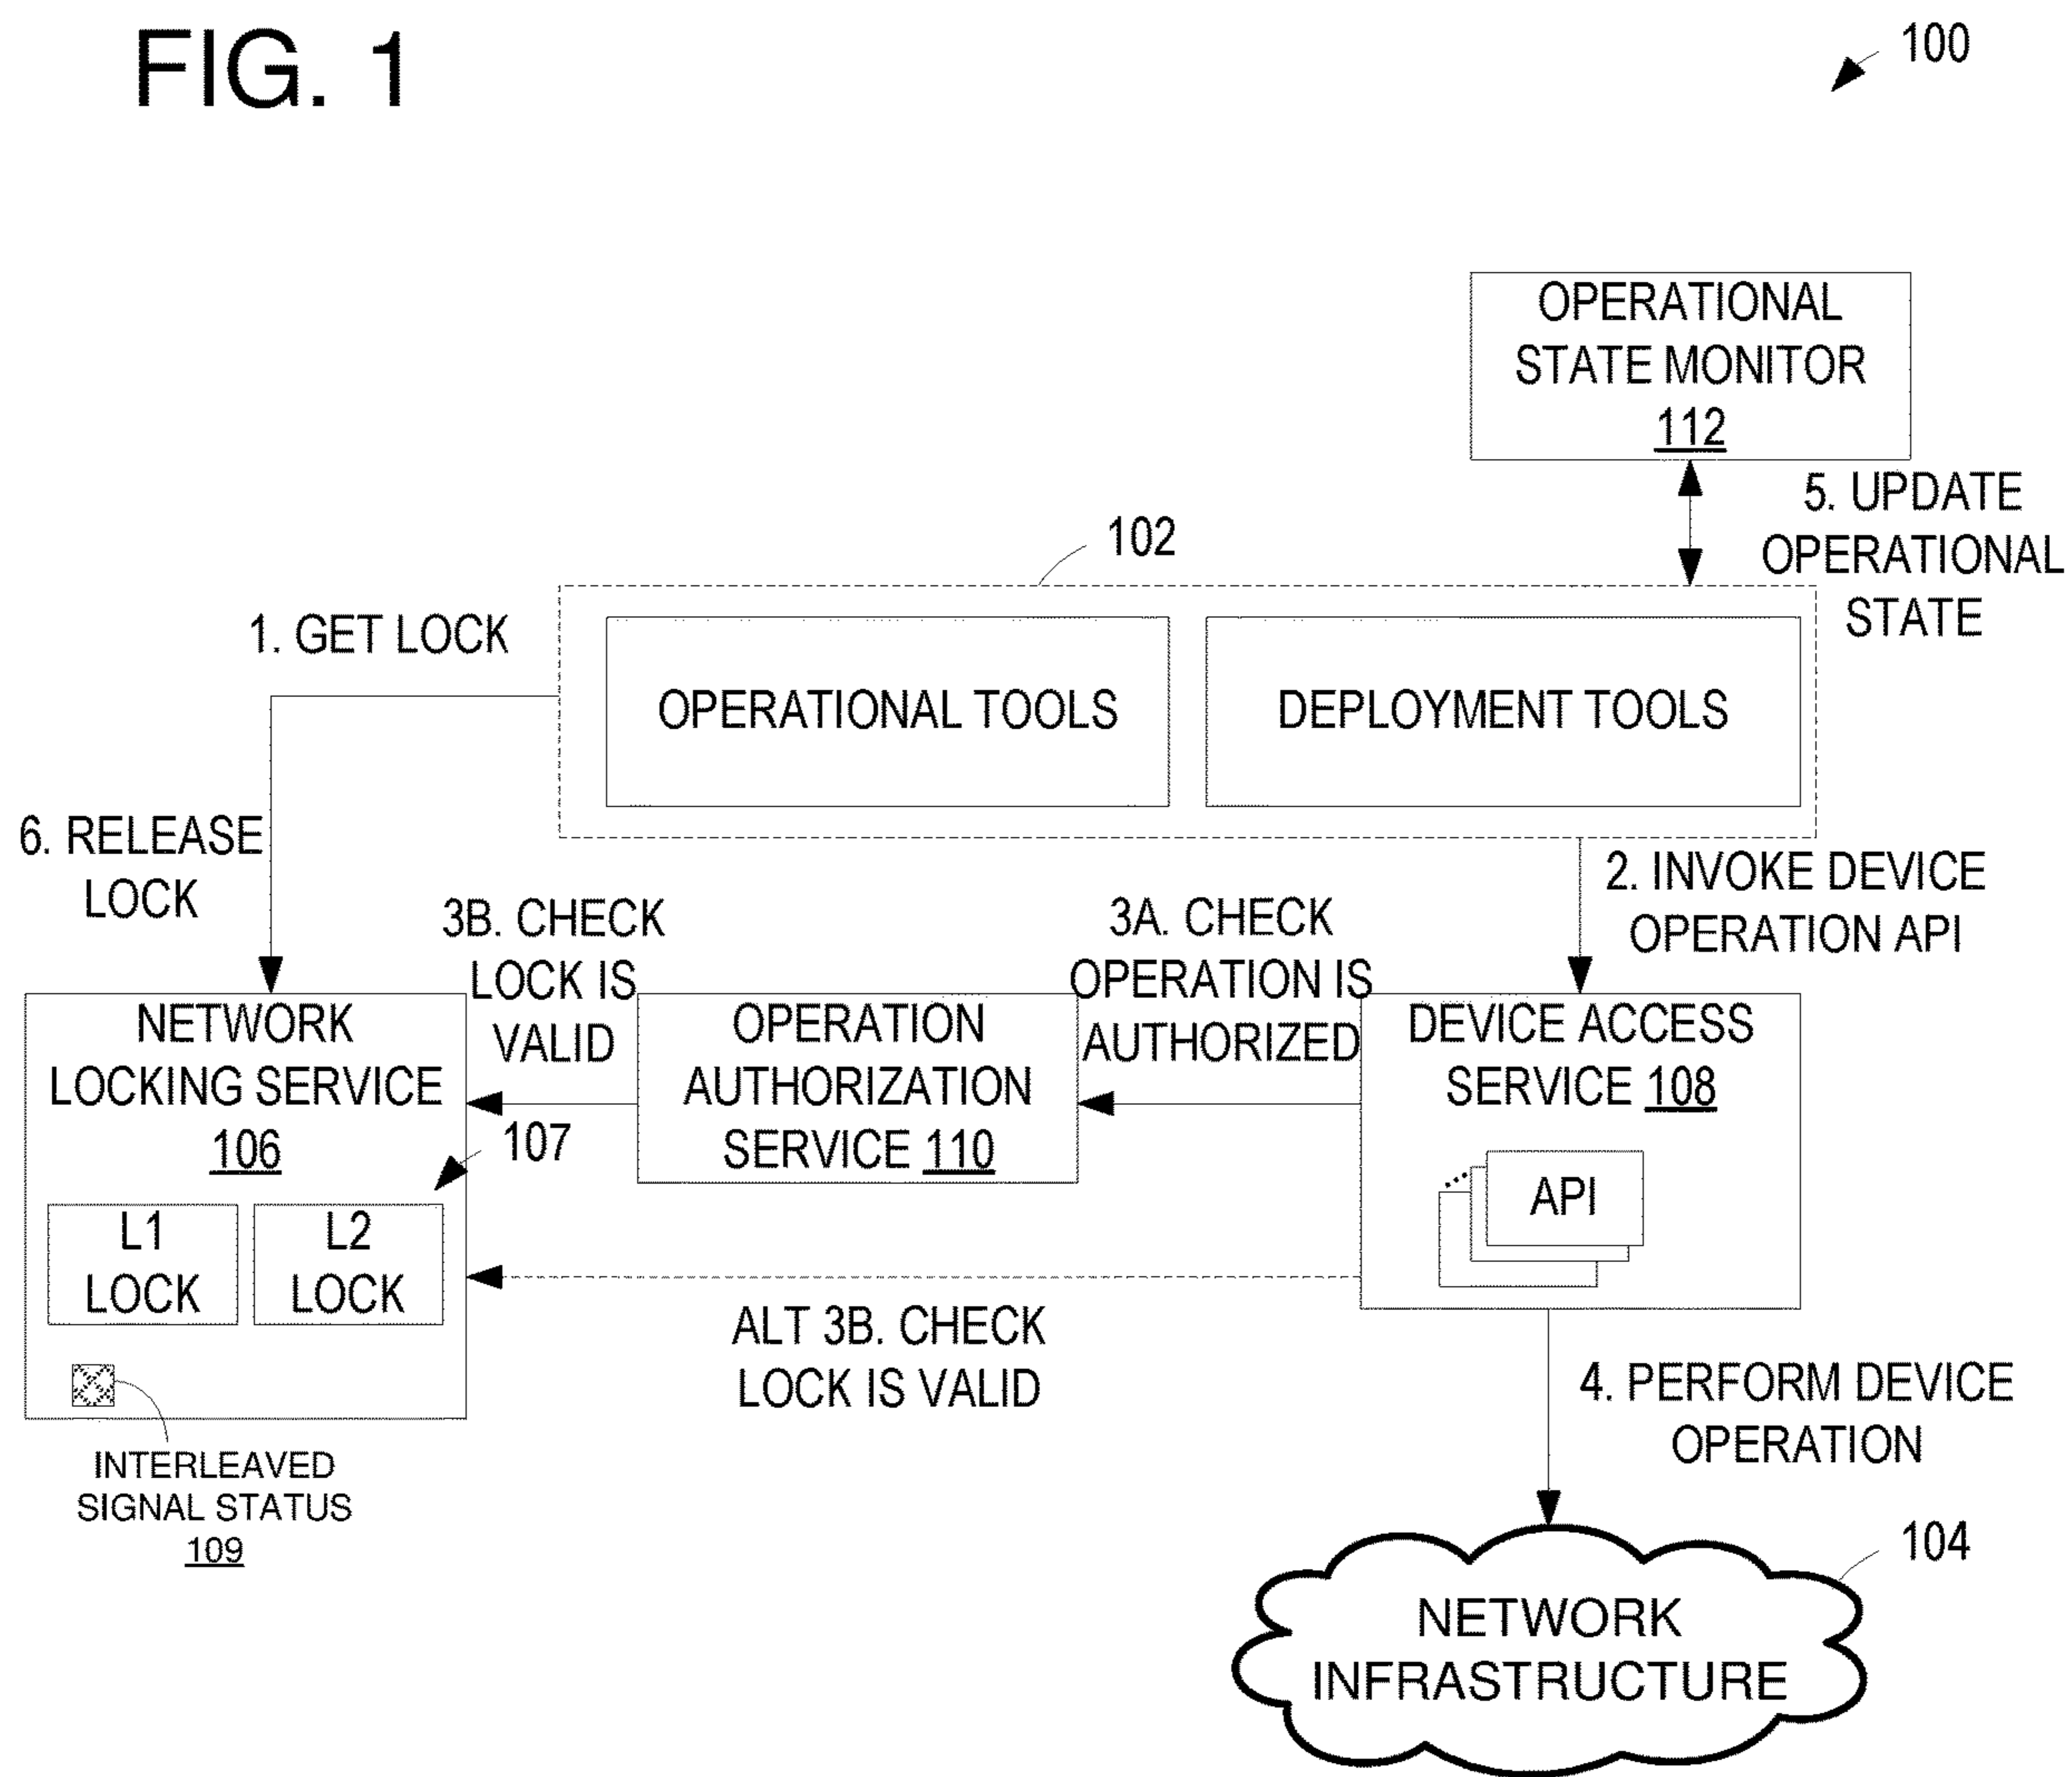 FIG. 1
100
OPERATIONAL
STATE MONITOR
112
5. UPDATE
OPERATIONAL
STATE
102
1. GET LOCK
OPERATIONAL TOOLS
DEPLOYMENT TOOLS
6. RELEASE
LOCK
2. INVOKE DEVICE
OPERATION API
3B. CHECK
LOCK IS
VALID
3A. CHECK
OPERATION IS
AUTHORIZED
NETWORK
LOCKING SERVICE
106
107
OPERATION
AUTHORIZATION
SERVICE 110
DEVICE ACCESS
SERVICE 108
API
L1
LOCK
L2
LOCK
ALT 3B. CHECK
LOCK IS VALID
INTERLEAVED
SIGNAL STATUS
109
4. PERFORM DEVICE
OPERATION
104
NETWORK
INFRASTRUCTURE